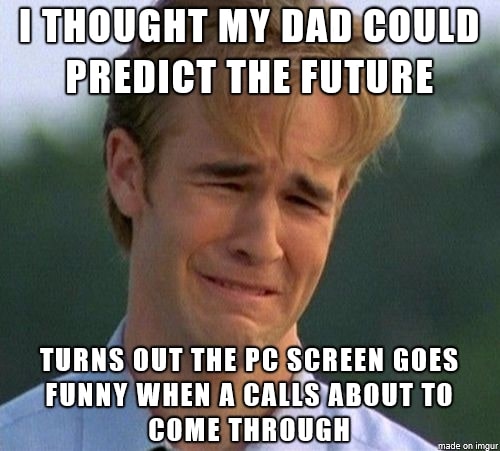 I THOUGHT MY DAD COULD
PREDICT THE FUTURE
TURNS OUT THE PC SCREEN GOES
FUNNY WHEN A CALLS ABOUT TO
COME THROUGH
made on imgur